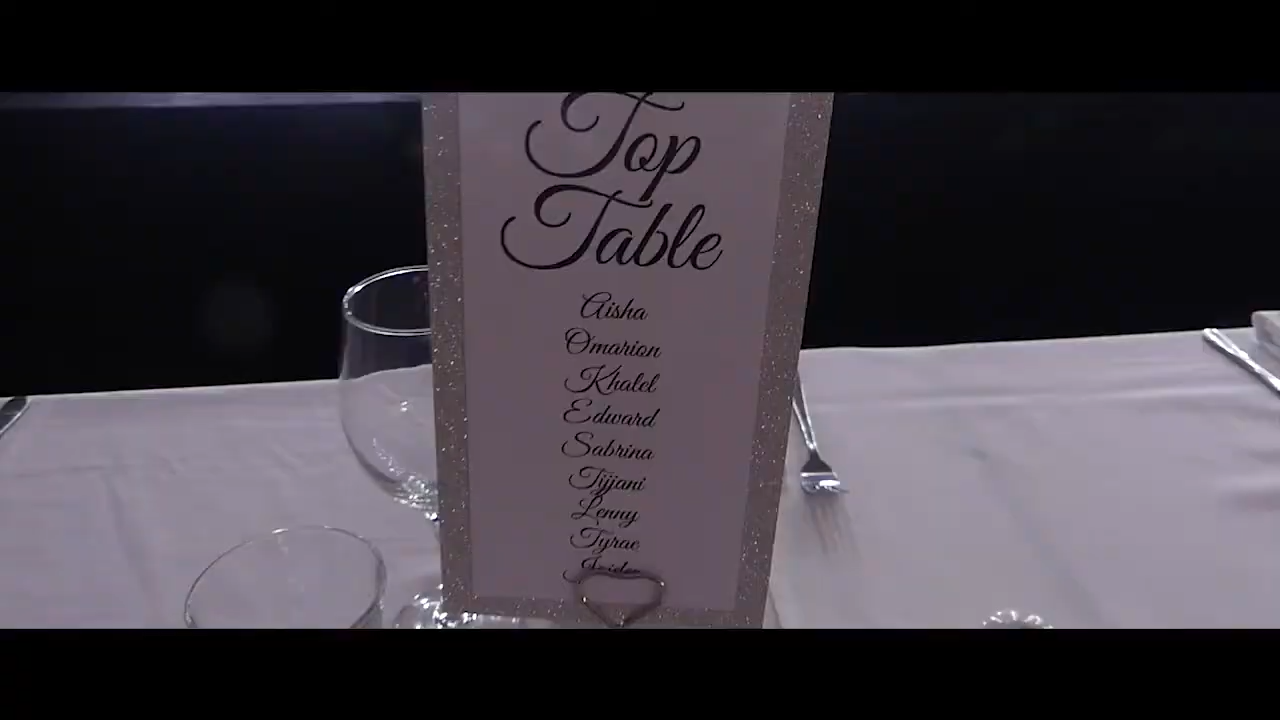 Top
Table
Aisha
Omarion
Khalel
Edward
Sabrina
Tijjani
Lenny
Tyrae